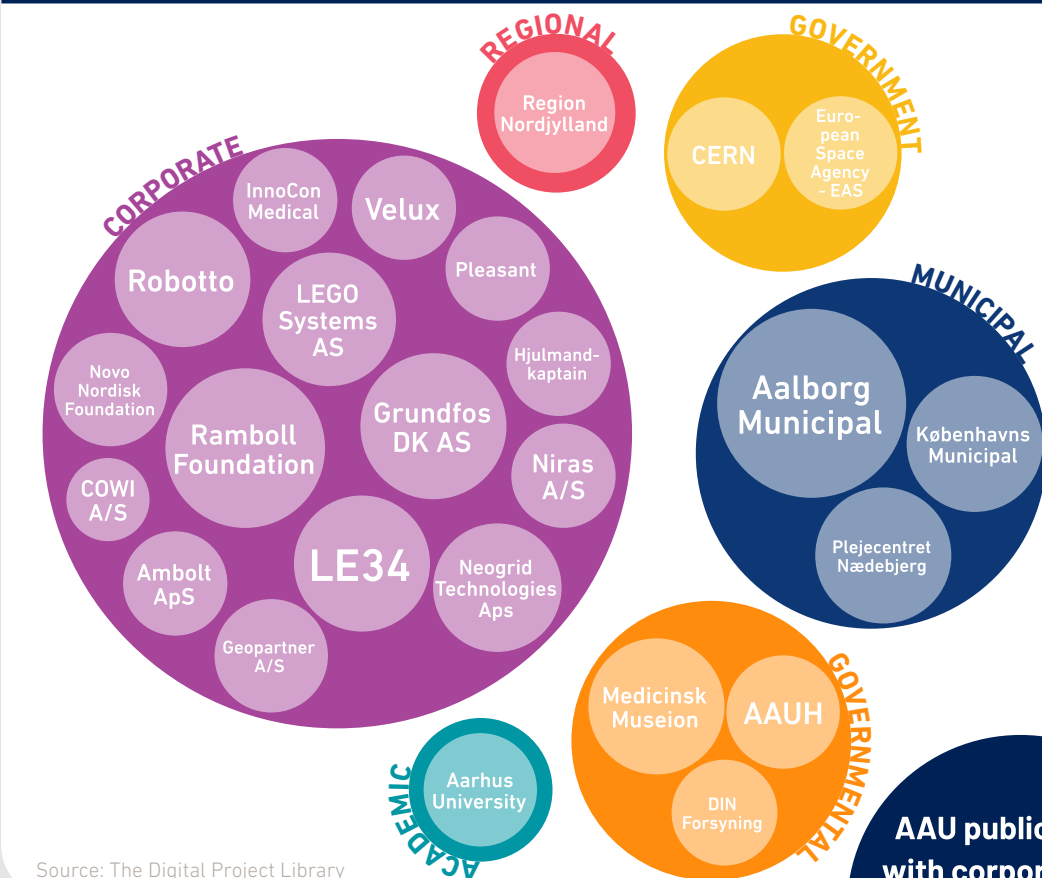 REGIONAL
Region
Nordjylland
GOVERNMENT
CERN
Euro-
pean
Space
Agency
- EAS
CORPORATE
InnoCon
Medical
Velux
Pleasant
Robotto
LEGO
Systems
AS
Hjulmand-
kaptain
Novo
Nordisk
Foundation
Ramboll
Foundation
Grundfos
DK AS
Niras
A/S
COWI
A/S
LE34
Neogrid
Technologies
Aps
Ambolt
ApS
Geopartner
A/S
MUNICIPAL
Aalborg
Municipal
Københavns
Municipal
Plejecentret
Nædebjerg
GOVERNMENTAL
Medicinsk
Museion
AAUH
DIN
Forsyning
ACADEMIC
Aarhus
University
AAU public
with corpor
Source: The Digital Project Library